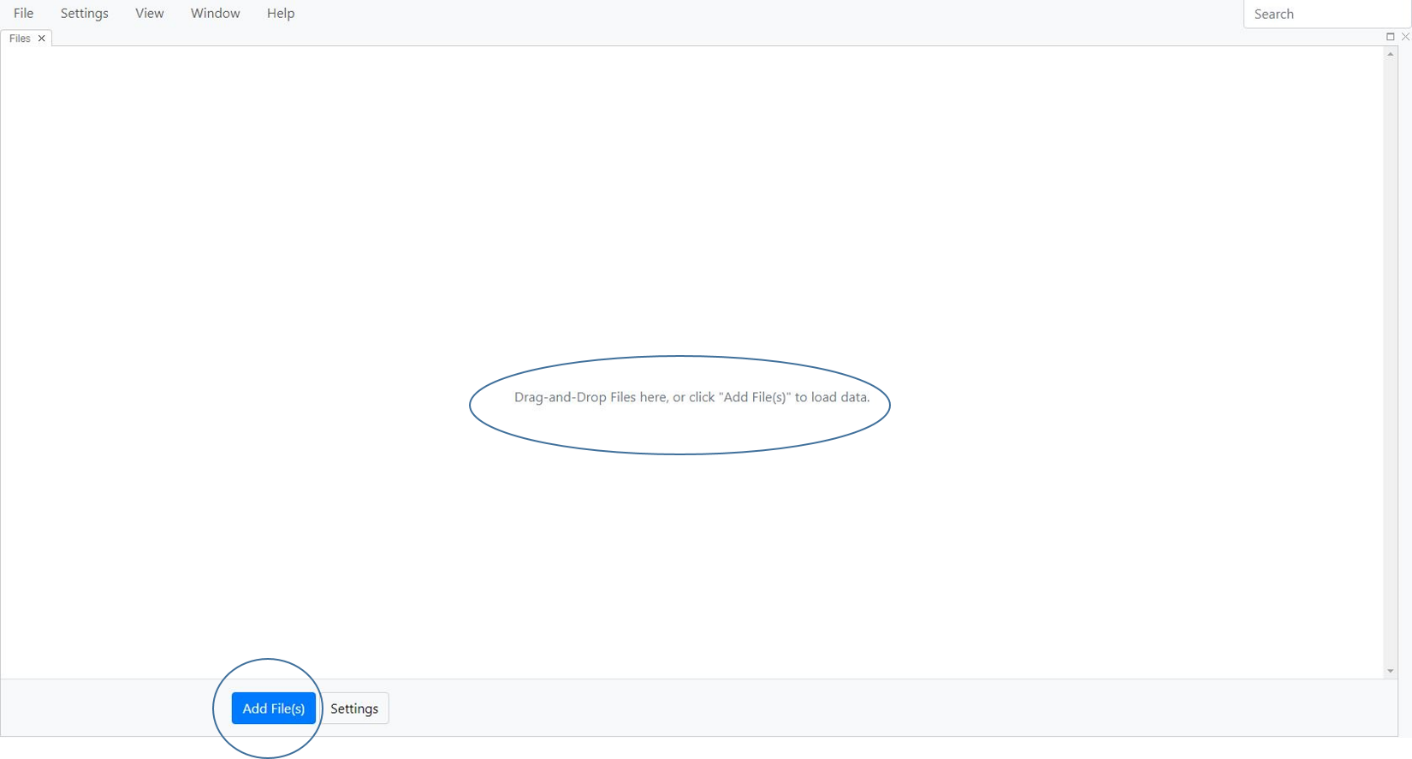 File Settings View Window Help Search
Files
Drag-and-Drop Files here, or click "Add File(s)" to load data.
Add File(s) Settings